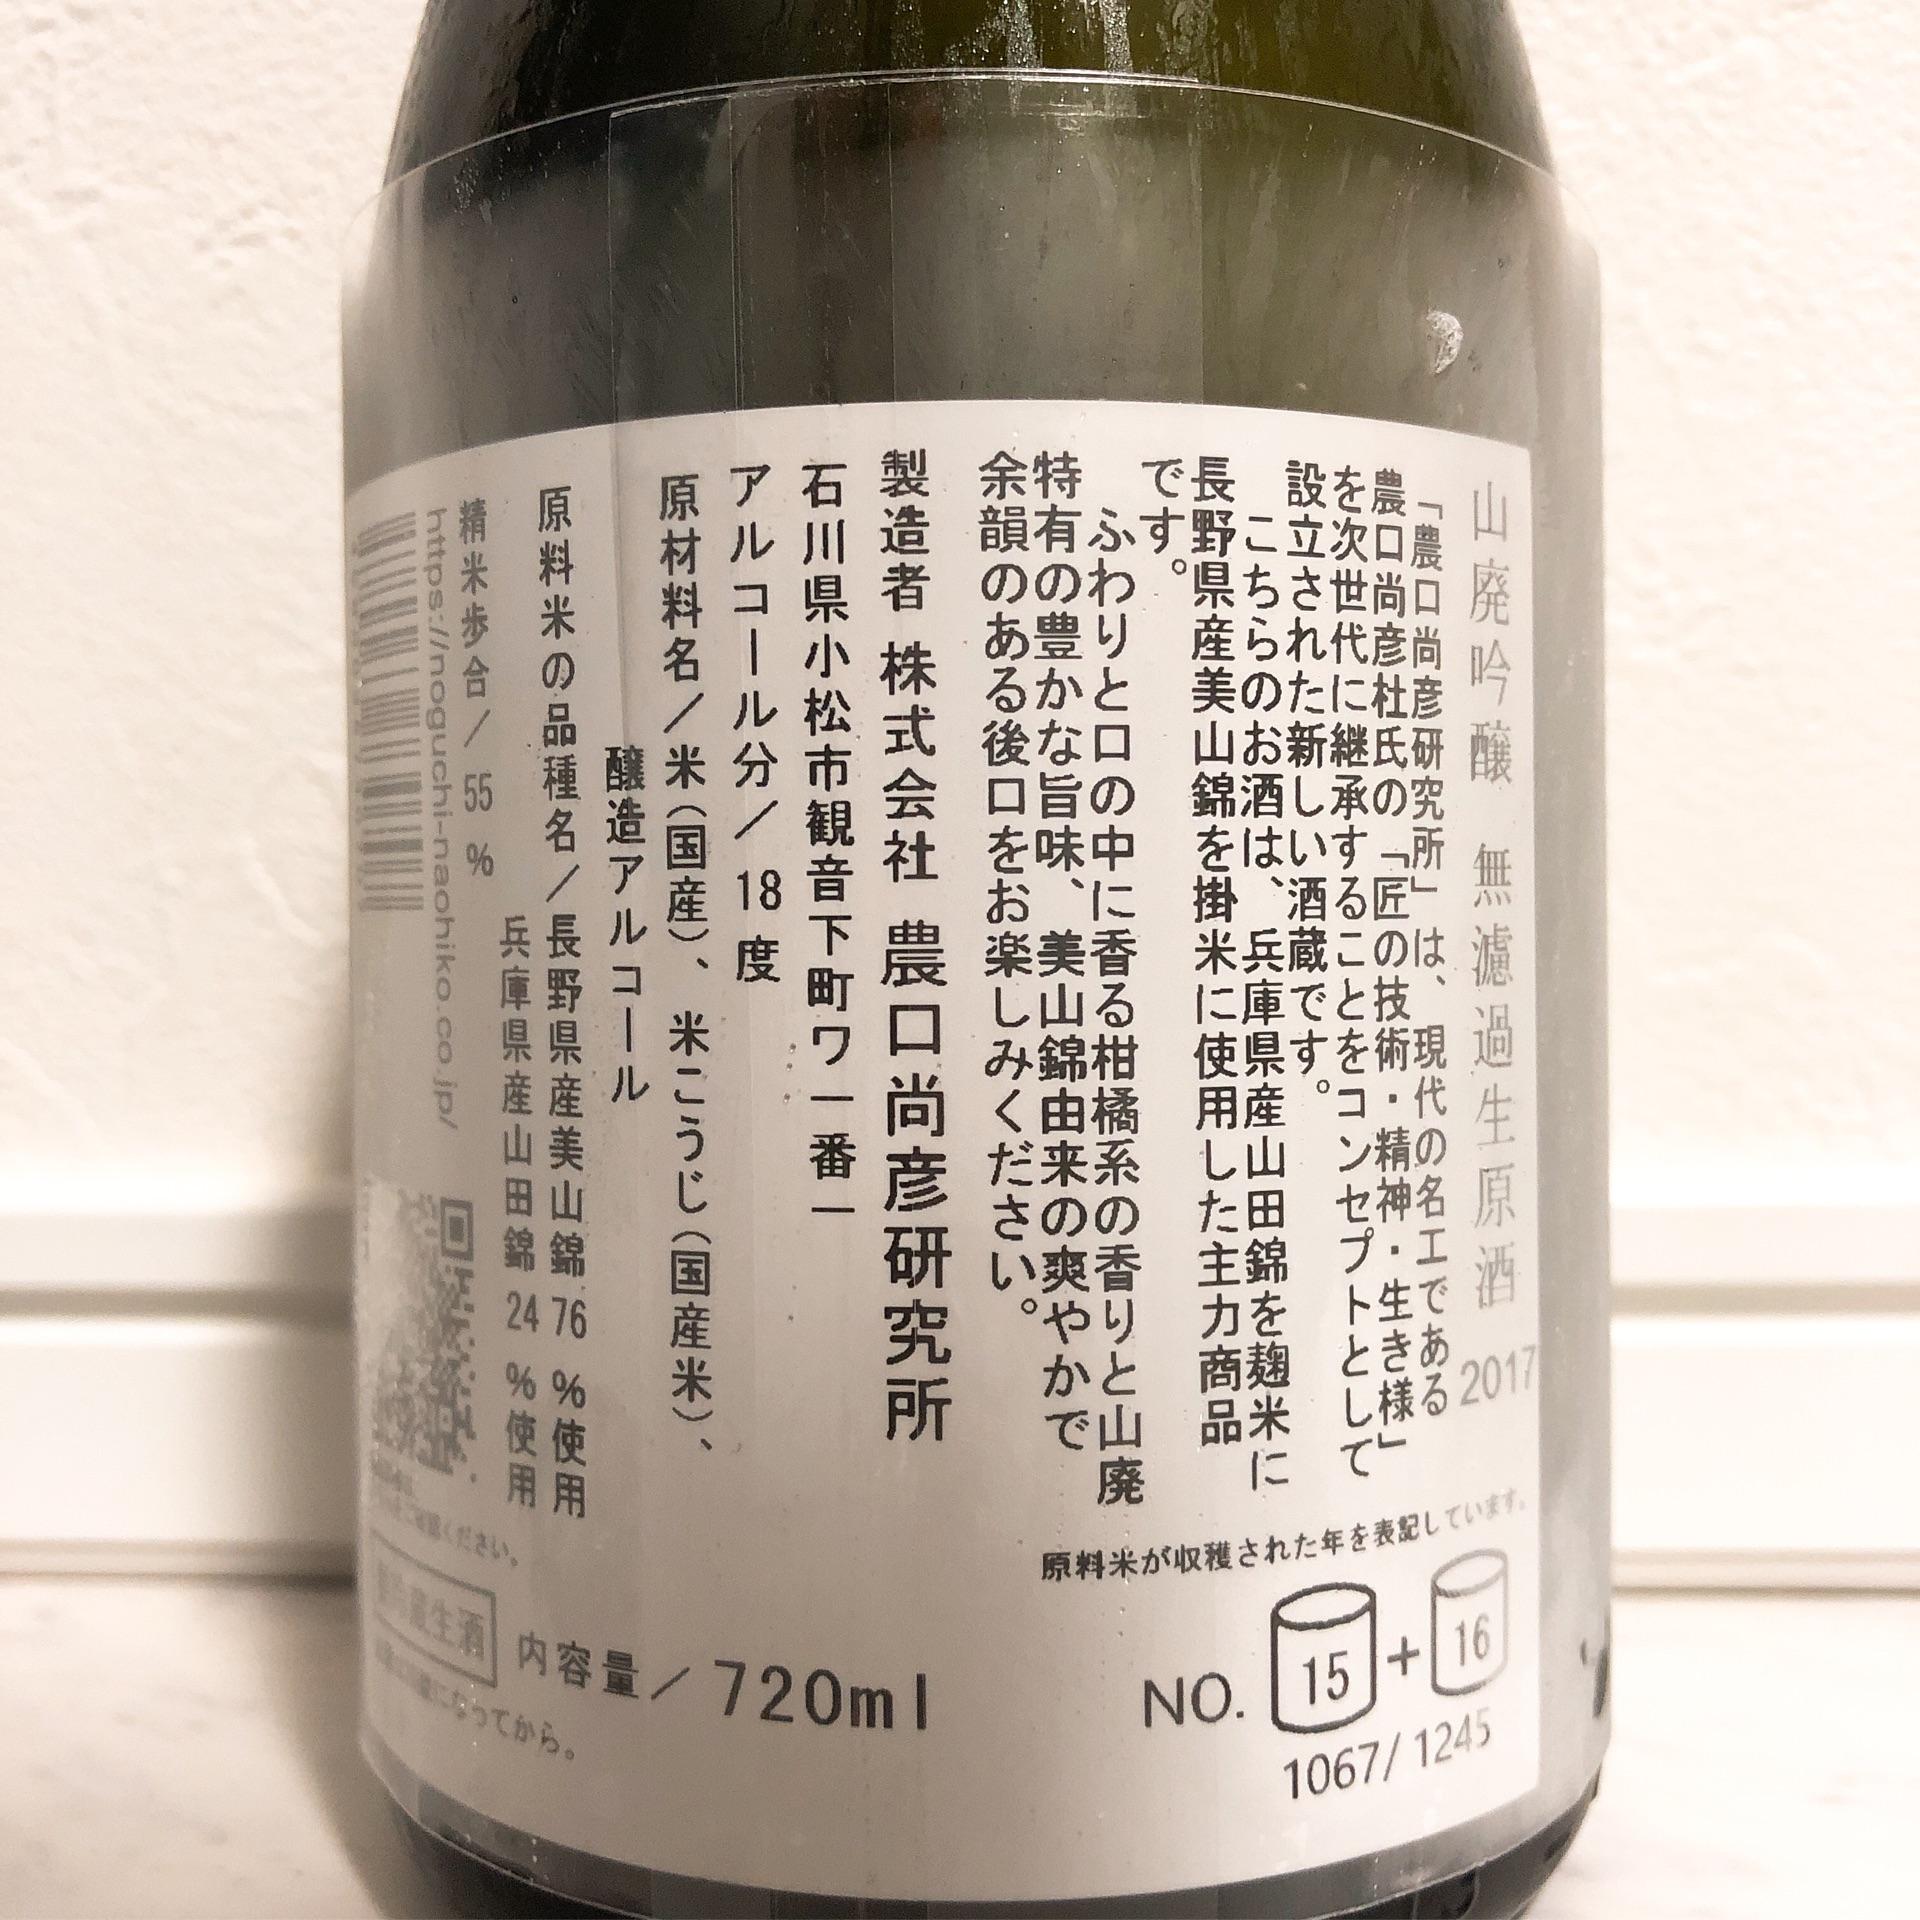 山廃吟醸 無濾過生原酒 2017
「農口尚彦研究所」は、現代の名工である
農口尚彦杜氏の「匠の技術・精神・生き様」
を次世代に継承することをコンセプトとして
設立された新しい酒蔵です。
こちらのお酒は、兵庫県産山田錦を麹米に
長野県産美山錦を掛米に使用した主力商品
です。
ふわりと口の中に香る柑橘系の香りと山廃
特有の豊かな旨味、美山錦由来の爽やかで
余韻のある後口をお楽しみください。
製造者 株式会社 農口尚彦研究所
石川県小松市観音下町ワ一番一
アルコール分/18度
原材料名/米(国産)、米こうじ(国産米)、
醸造アルコール
原料米の品種名/長野県産美山錦 76%使用
兵庫県産山田錦 24%使用
精米歩合/55%
https://noguchi-naohiko.co.jp/
原料米が収穫された年を表記しています。
NO. 15+16
1067/1245
内容量/720ml
生酒
ください。
になってから。